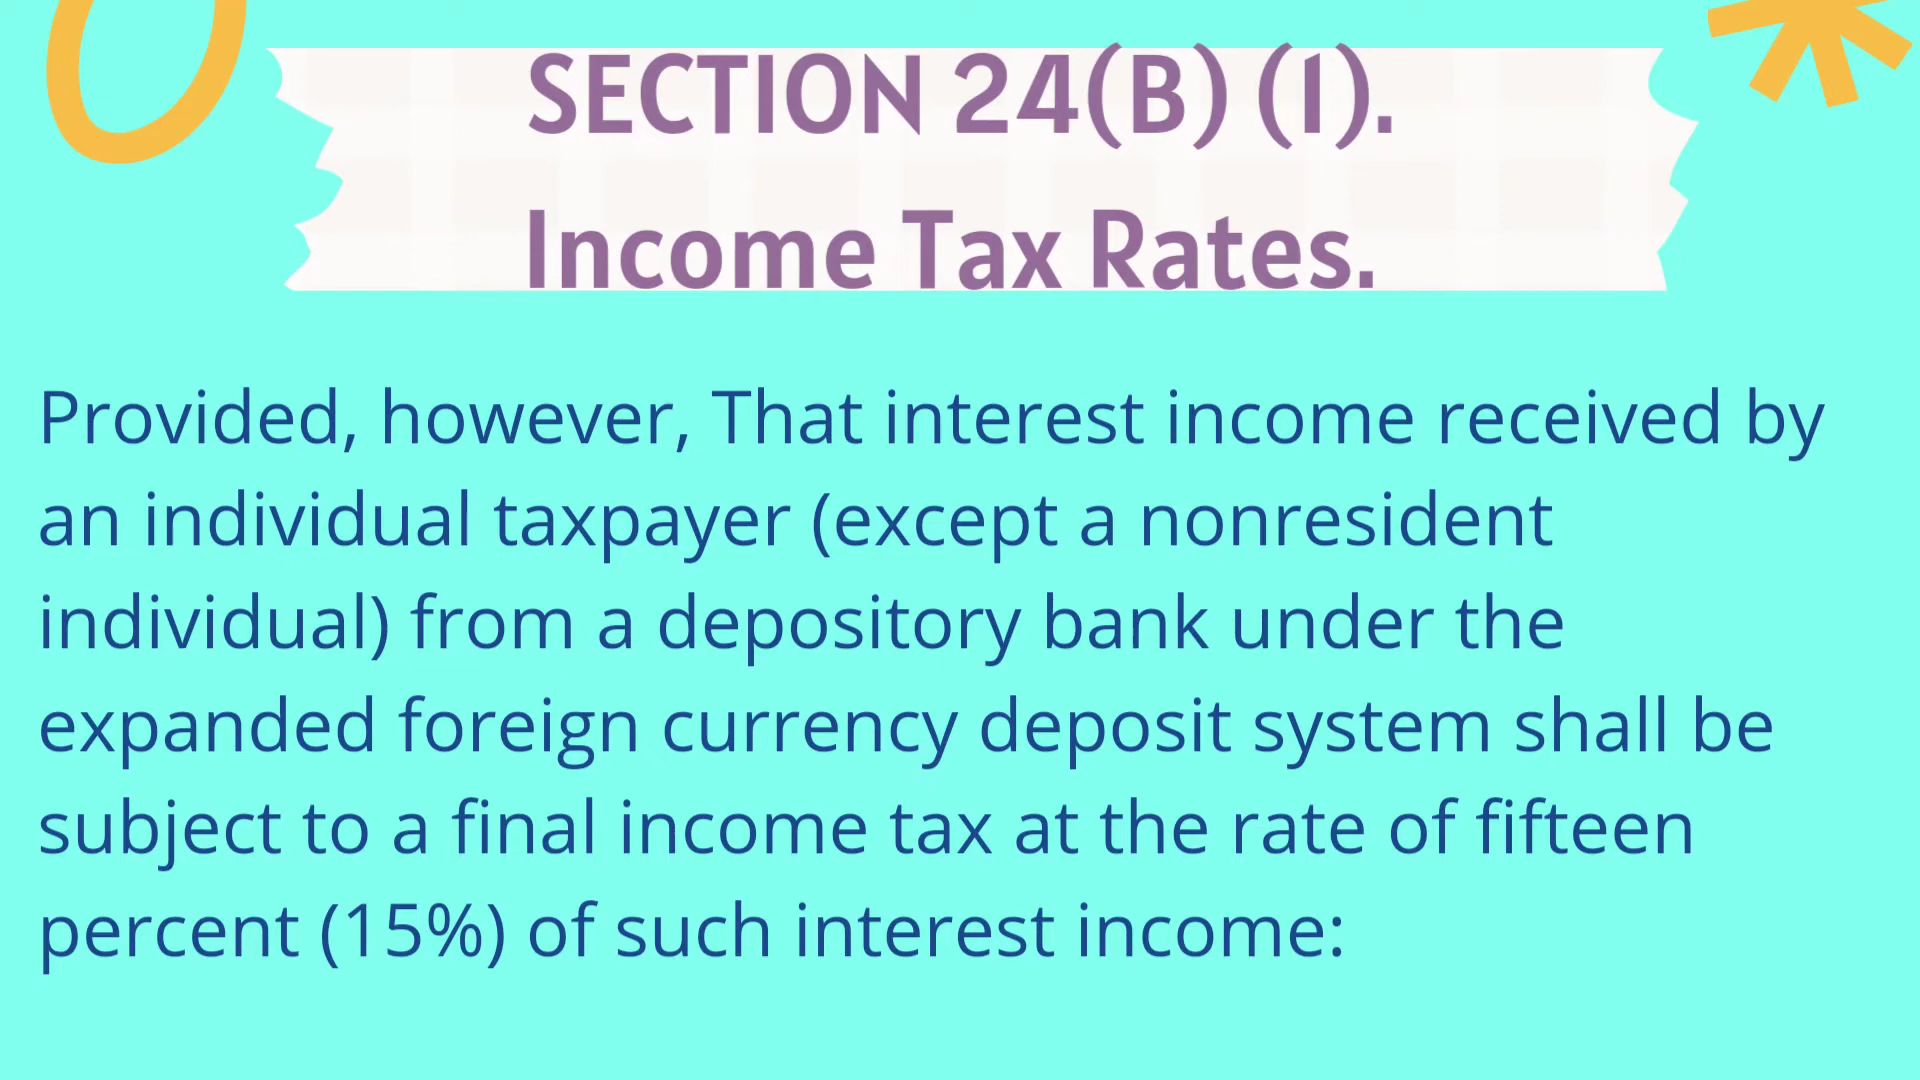 SECTION 24(B) (1).
Income Tax Rates.
Provided, however, That interest income received by
an individual taxpayer (except a nonresident
individual) from a depository bank under the
expanded foreign currency deposit system shall be
subject to a final income tax at the rate of fifteen
percent (15%) of such interest income: